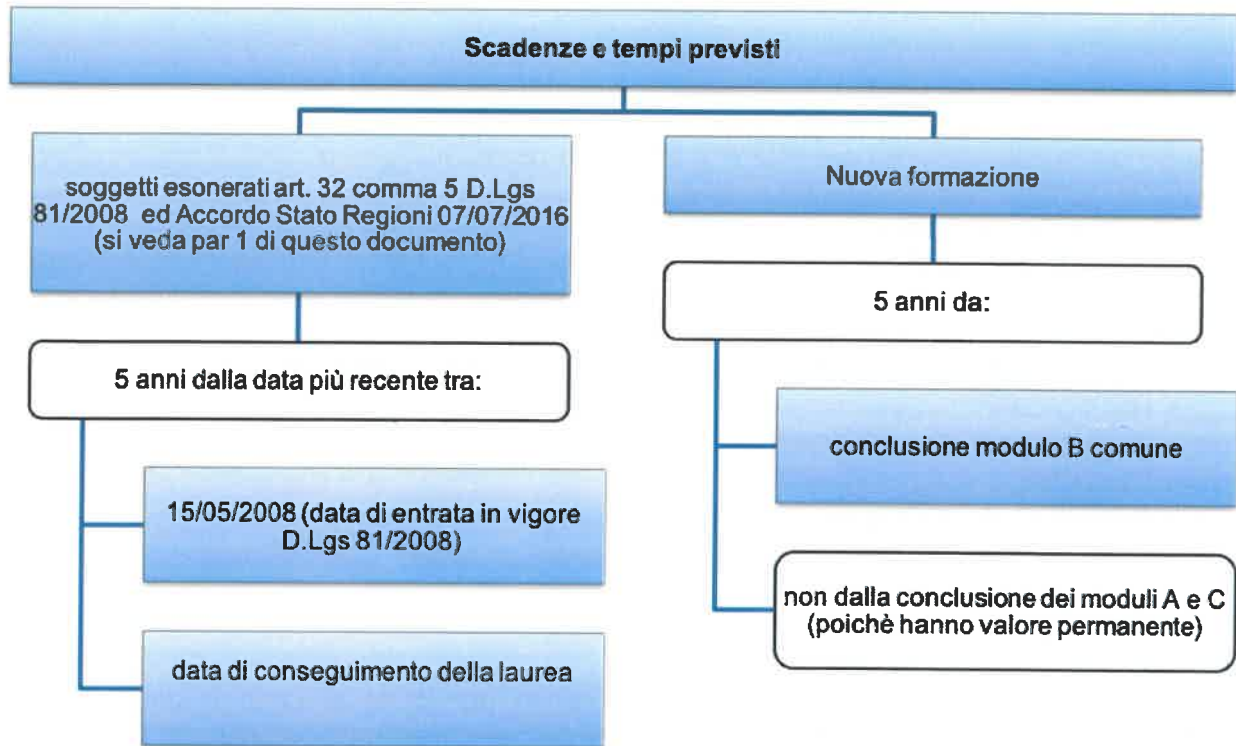 Scadenze e tempi previsti
soggetti esonerati art. 32 comma 5 D.Lgs
81/2008 ed Accordo Stato Regioni 07/07/2016
(si veda par 1 di questo documento)
5 anni dalla data più recente tra:
15/05/2008 (data di entrata in vigore
D.Lgs 81/2008)
data di conseguimento della laurea
Nuova formazione
5 anni da:
conclusione modulo B comune
non dalla conclusione dei moduli A e C
(poichè hanno valore permanente)